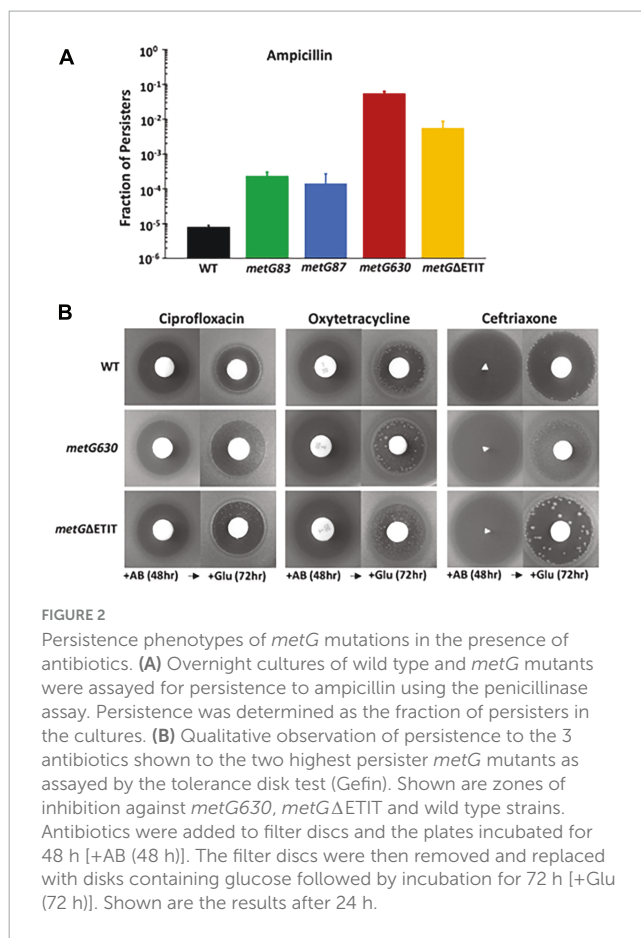 A
Ampicillin
Fraction of Persisters
10⁰
10⁻¹
10⁻²
10⁻³
10⁻⁴
10⁻⁵
10⁻⁶
WT
metG83
metG87
metG630
metGΔETIT
B
Ciprofloxacin
Oxytetracycline
Ceftriaxone
WT
metG630
metGΔETIT
+AB (48hr) → +Glu (72hr)
+AB (48hr) → +Glu (72hr)
+AB (48hr) → +Glu (72hr)
FIGURE 2
Persistence phenotypes of metG mutations in the presence of
antibiotics. (A) Overnight cultures of wild type and metG mutants
were assayed for persistence to ampicillin using the penicillinase
assay. Persistence was determined as the fraction of persisters in
the cultures. (B) Qualitative observation of persistence to the 3
antibiotics shown to the two highest persister metG mutants as
assayed by the tolerance disk test (Gefin). Shown are zones of
inhibition against metG630, metGΔETIT and wild type strains.
Antibiotics were added to filter discs and the plates incubated for
48 h [+AB (48 h)]. The filter discs were then removed and replaced
with disks containing glucose followed by incubation for 72 h [+Glu
(72 h)]. Shown are the results after 24 h.